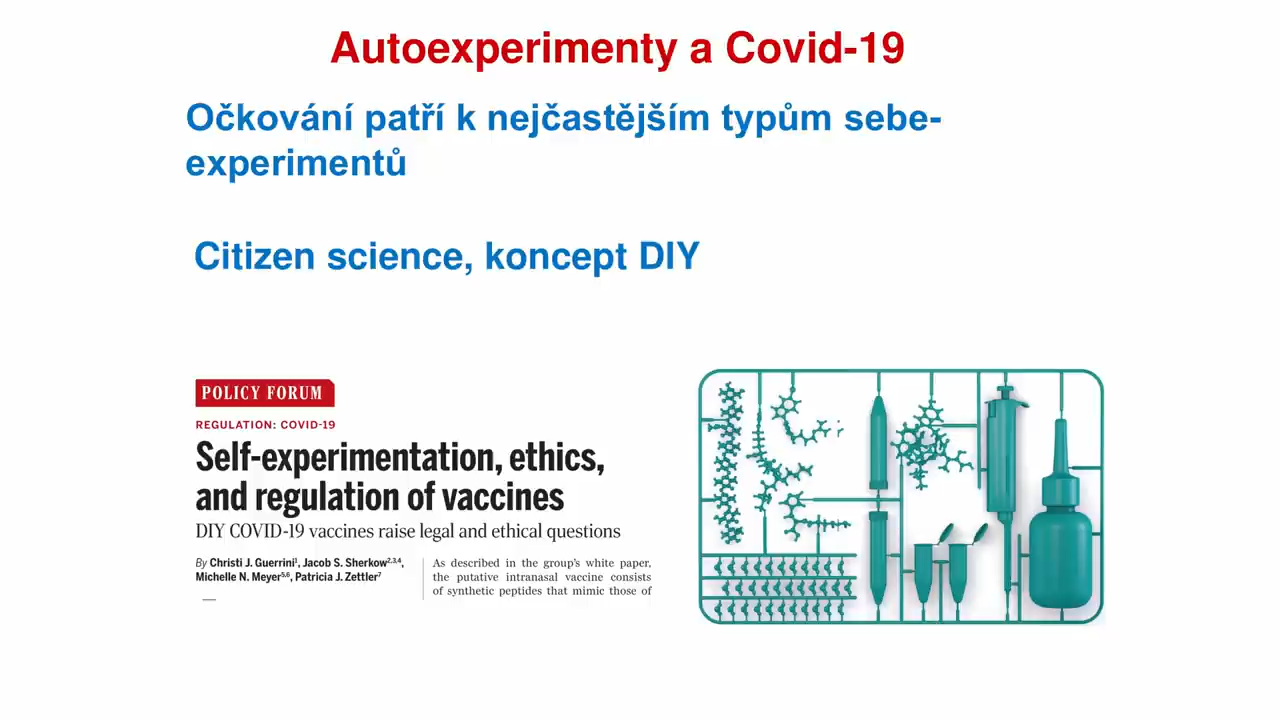 Autoexperimenty a Covid-19
Očkování patří k nejčastějším typům sebe-
experimentů
Citizen science, koncept DIY
POLICY FORUM
REGULATION: COVID-19
Self-experimentation, ethics,
and regulation of vaccines
DIY COVID-19 vaccines raise legal and ethical questions
By Christi J. Guerrini¹, Jacob S. Sherkow²,³,⁴,
Michelle N. Meyer⁵,⁶, Patricia J. Zettler⁷
As described in the group's white paper,
the putative intranasal vaccine consists
of synthetic peptides that mimic those of